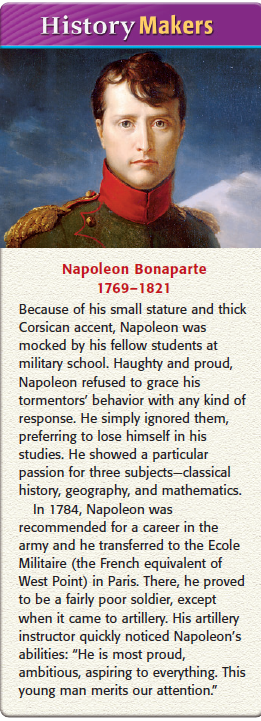 History Makers
Napoleon Bonaparte
1769–1821
Because of his small stature and thick
Corsican accent, Napoleon was
mocked by his fellow students at
military school. Haughty and proud,
Napoleon refused to grace his
tormentors’ behavior with any kind of
response. He simply ignored them,
preferring to lose himself in his
studies. He showed a particular
passion for three subjects—classical
history, geography, and mathematics.
In 1784, Napoleon was
recommended for a career in the
army and he transferred to the Ecole
Militaire (the French equivalent of
West Point) in Paris. There, he proved
to be a fairly poor soldier, except
when it came to artillery. His artillery
instructor quickly noticed Napoleon’s
abilities: “He is most proud,
ambitious, aspiring to everything. This
young man merits our attention.”